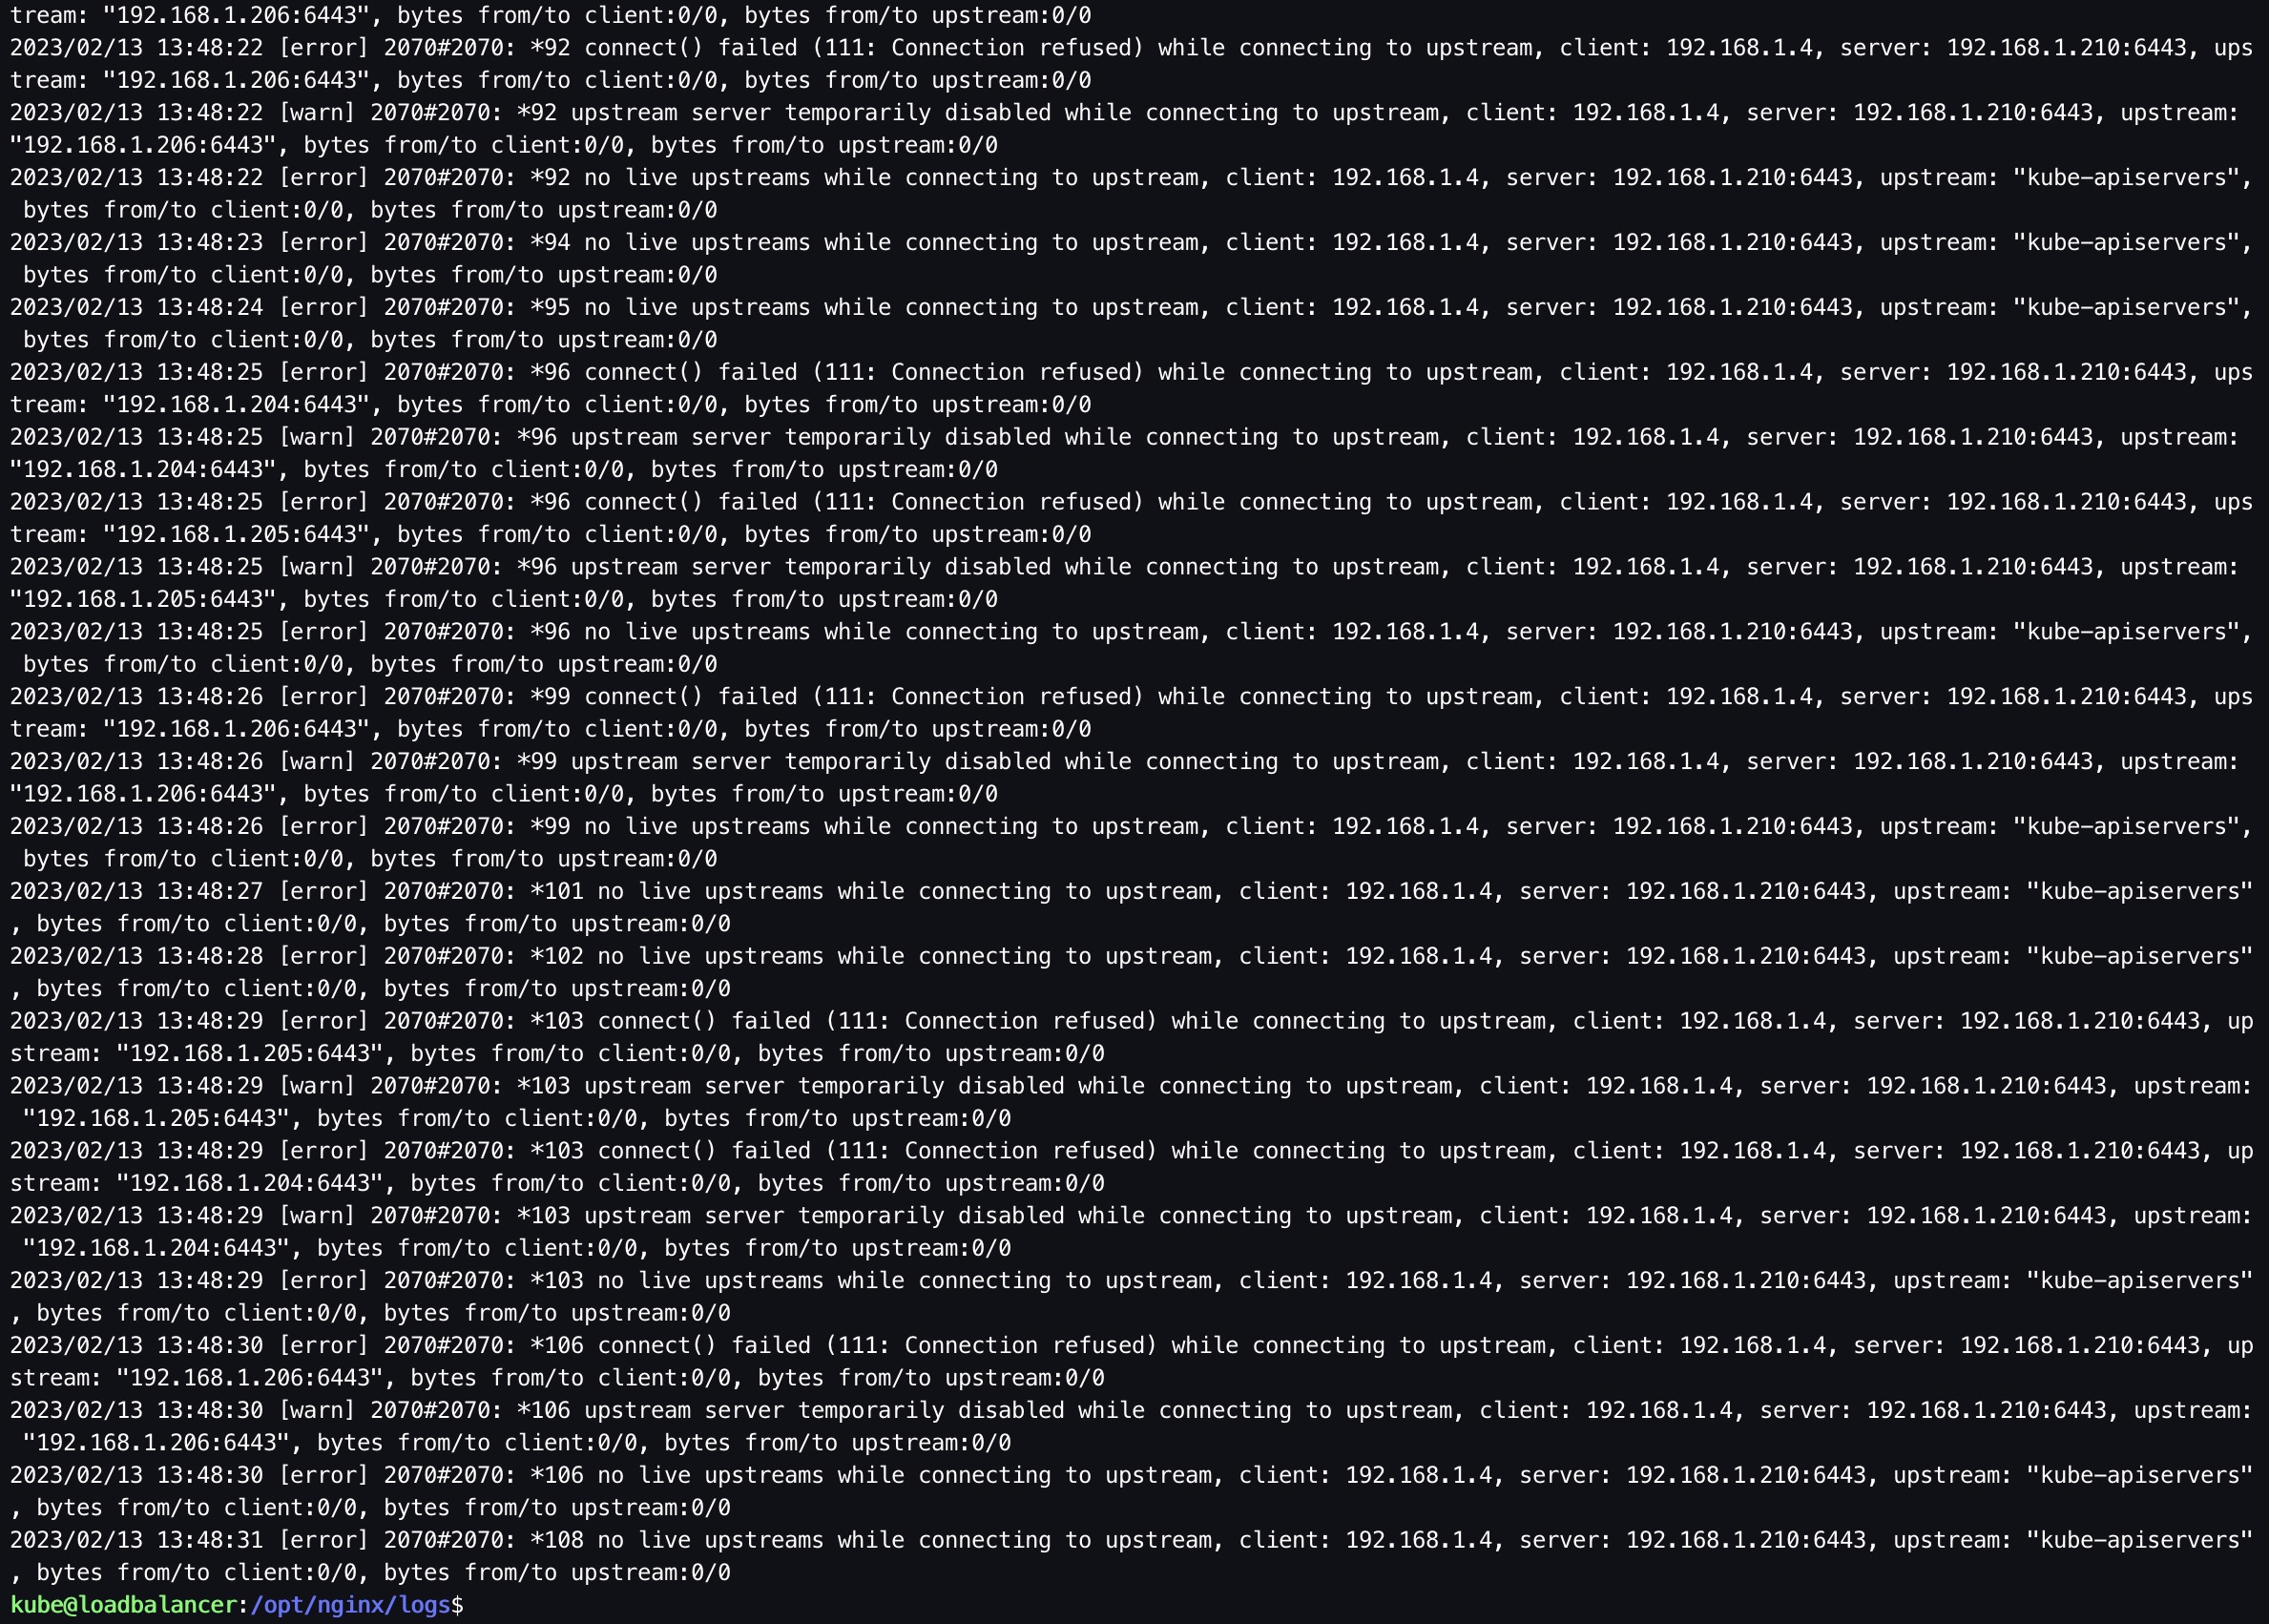 tream: "192.168.1.206:6443", bytes from/to client:0/0, bytes from/to upstream:0/0
2023/02/13 13:48:22 [error] 2070#2070: *92 connect() failed (111: Connection refused) while connecting to upstream, client: 192.168.1.4, server: 192.168.1.210:6443, ups
tream: "192.168.1.206:6443", bytes from/to client:0/0, bytes from/to upstream:0/0
2023/02/13 13:48:22 [warn] 2070#2070: *92 upstream server temporarily disabled while connecting to upstream, client: 192.168.1.4, server: 192.168.1.210:6443, upstream:
"192.168.1.206:6443", bytes from/to client:0/0, bytes from/to upstream:0/0
2023/02/13 13:48:22 [error] 2070#2070: *92 no live upstreams while connecting to upstream, client: 192.168.1.4, server: 192.168.1.210:6443, upstream: "kube-apiservers",
 bytes from/to client:0/0, bytes from/to upstream:0/0
2023/02/13 13:48:23 [error] 2070#2070: *94 no live upstreams while connecting to upstream, client: 192.168.1.4, server: 192.168.1.210:6443, upstream: "kube-apiservers",
 bytes from/to client:0/0, bytes from/to upstream:0/0
2023/02/13 13:48:24 [error] 2070#2070: *95 no live upstreams while connecting to upstream, client: 192.168.1.4, server: 192.168.1.210:6443, upstream: "kube-apiservers",
 bytes from/to client:0/0, bytes from/to upstream:0/0
2023/02/13 13:48:25 [error] 2070#2070: *96 connect() failed (111: Connection refused) while connecting to upstream, client: 192.168.1.4, server: 192.168.1.210:6443, ups
tream: "192.168.1.204:6443", bytes from/to client:0/0, bytes from/to upstream:0/0
2023/02/13 13:48:25 [warn] 2070#2070: *96 upstream server temporarily disabled while connecting to upstream, client: 192.168.1.4, server: 192.168.1.210:6443, upstream:
"192.168.1.204:6443", bytes from/to client:0/0, bytes from/to upstream:0/0
2023/02/13 13:48:25 [error] 2070#2070: *96 connect() failed (111: Connection refused) while connecting to upstream, client: 192.168.1.4, server: 192.168.1.210:6443, ups
tream: "192.168.1.205:6443", bytes from/to client:0/0, bytes from/to upstream:0/0
2023/02/13 13:48:25 [warn] 2070#2070: *96 upstream server temporarily disabled while connecting to upstream, client: 192.168.1.4, server: 192.168.1.210:6443, upstream:
"192.168.1.205:6443", bytes from/to client:0/0, bytes from/to upstream:0/0
2023/02/13 13:48:25 [error] 2070#2070: *96 no live upstreams while connecting to upstream, client: 192.168.1.4, server: 192.168.1.210:6443, upstream: "kube-apiservers",
 bytes from/to client:0/0, bytes from/to upstream:0/0
2023/02/13 13:48:26 [error] 2070#2070: *99 connect() failed (111: Connection refused) while connecting to upstream, client: 192.168.1.4, server: 192.168.1.210:6443, ups
tream: "192.168.1.206:6443", bytes from/to client:0/0, bytes from/to upstream:0/0
2023/02/13 13:48:26 [warn] 2070#2070: *99 upstream server temporarily disabled while connecting to upstream, client: 192.168.1.4, server: 192.168.1.210:6443, upstream:
"192.168.1.206:6443", bytes from/to client:0/0, bytes from/to upstream:0/0
2023/02/13 13:48:26 [error] 2070#2070: *99 no live upstreams while connecting to upstream, client: 192.168.1.4, server: 192.168.1.210:6443, upstream: "kube-apiservers",
 bytes from/to client:0/0, bytes from/to upstream:0/0
2023/02/13 13:48:27 [error] 2070#2070: *101 no live upstreams while connecting to upstream, client: 192.168.1.4, server: 192.168.1.210:6443, upstream: "kube-apiservers"
, bytes from/to client:0/0, bytes from/to upstream:0/0
2023/02/13 13:48:28 [error] 2070#2070: *102 no live upstreams while connecting to upstream, client: 192.168.1.4, server: 192.168.1.210:6443, upstream: "kube-apiservers"
, bytes from/to client:0/0, bytes from/to upstream:0/0
2023/02/13 13:48:29 [error] 2070#2070: *103 connect() failed (111: Connection refused) while connecting to upstream, client: 192.168.1.4, server: 192.168.1.210:6443, up
stream: "192.168.1.205:6443", bytes from/to client:0/0, bytes from/to upstream:0/0
2023/02/13 13:48:29 [warn] 2070#2070: *103 upstream server temporarily disabled while connecting to upstream, client: 192.168.1.4, server: 192.168.1.210:6443, upstream:
 "192.168.1.205:6443", bytes from/to client:0/0, bytes from/to upstream:0/0
2023/02/13 13:48:29 [error] 2070#2070: *103 connect() failed (111: Connection refused) while connecting to upstream, client: 192.168.1.4, server: 192.168.1.210:6443, up
stream: "192.168.1.204:6443", bytes from/to client:0/0, bytes from/to upstream:0/0
2023/02/13 13:48:29 [warn] 2070#2070: *103 upstream server temporarily disabled while connecting to upstream, client: 192.168.1.4, server: 192.168.1.210:6443, upstream:
 "192.168.1.204:6443", bytes from/to client:0/0, bytes from/to upstream:0/0
2023/02/13 13:48:29 [error] 2070#2070: *103 no live upstreams while connecting to upstream, client: 192.168.1.4, server: 192.168.1.210:6443, upstream: "kube-apiservers"
, bytes from/to client:0/0, bytes from/to upstream:0/0
2023/02/13 13:48:30 [error] 2070#2070: *106 connect() failed (111: Connection refused) while connecting to upstream, client: 192.168.1.4, server: 192.168.1.210:6443, up
stream: "192.168.1.206:6443", bytes from/to client:0/0, bytes from/to upstream:0/0
2023/02/13 13:48:30 [warn] 2070#2070: *106 upstream server temporarily disabled while connecting to upstream, client: 192.168.1.4, server: 192.168.1.210:6443, upstream:
 "192.168.1.206:6443", bytes from/to client:0/0, bytes from/to upstream:0/0
2023/02/13 13:48:30 [error] 2070#2070: *106 no live upstreams while connecting to upstream, client: 192.168.1.4, server: 192.168.1.210:6443, upstream: "kube-apiservers"
, bytes from/to client:0/0, bytes from/to upstream:0/0
2023/02/13 13:48:31 [error] 2070#2070: *108 no live upstreams while connecting to upstream, client: 192.168.1.4, server: 192.168.1.210:6443, upstream: "kube-apiservers"
, bytes from/to client:0/0, bytes from/to upstream:0/0
kube@loadbalancer:/opt/nginx/logs$